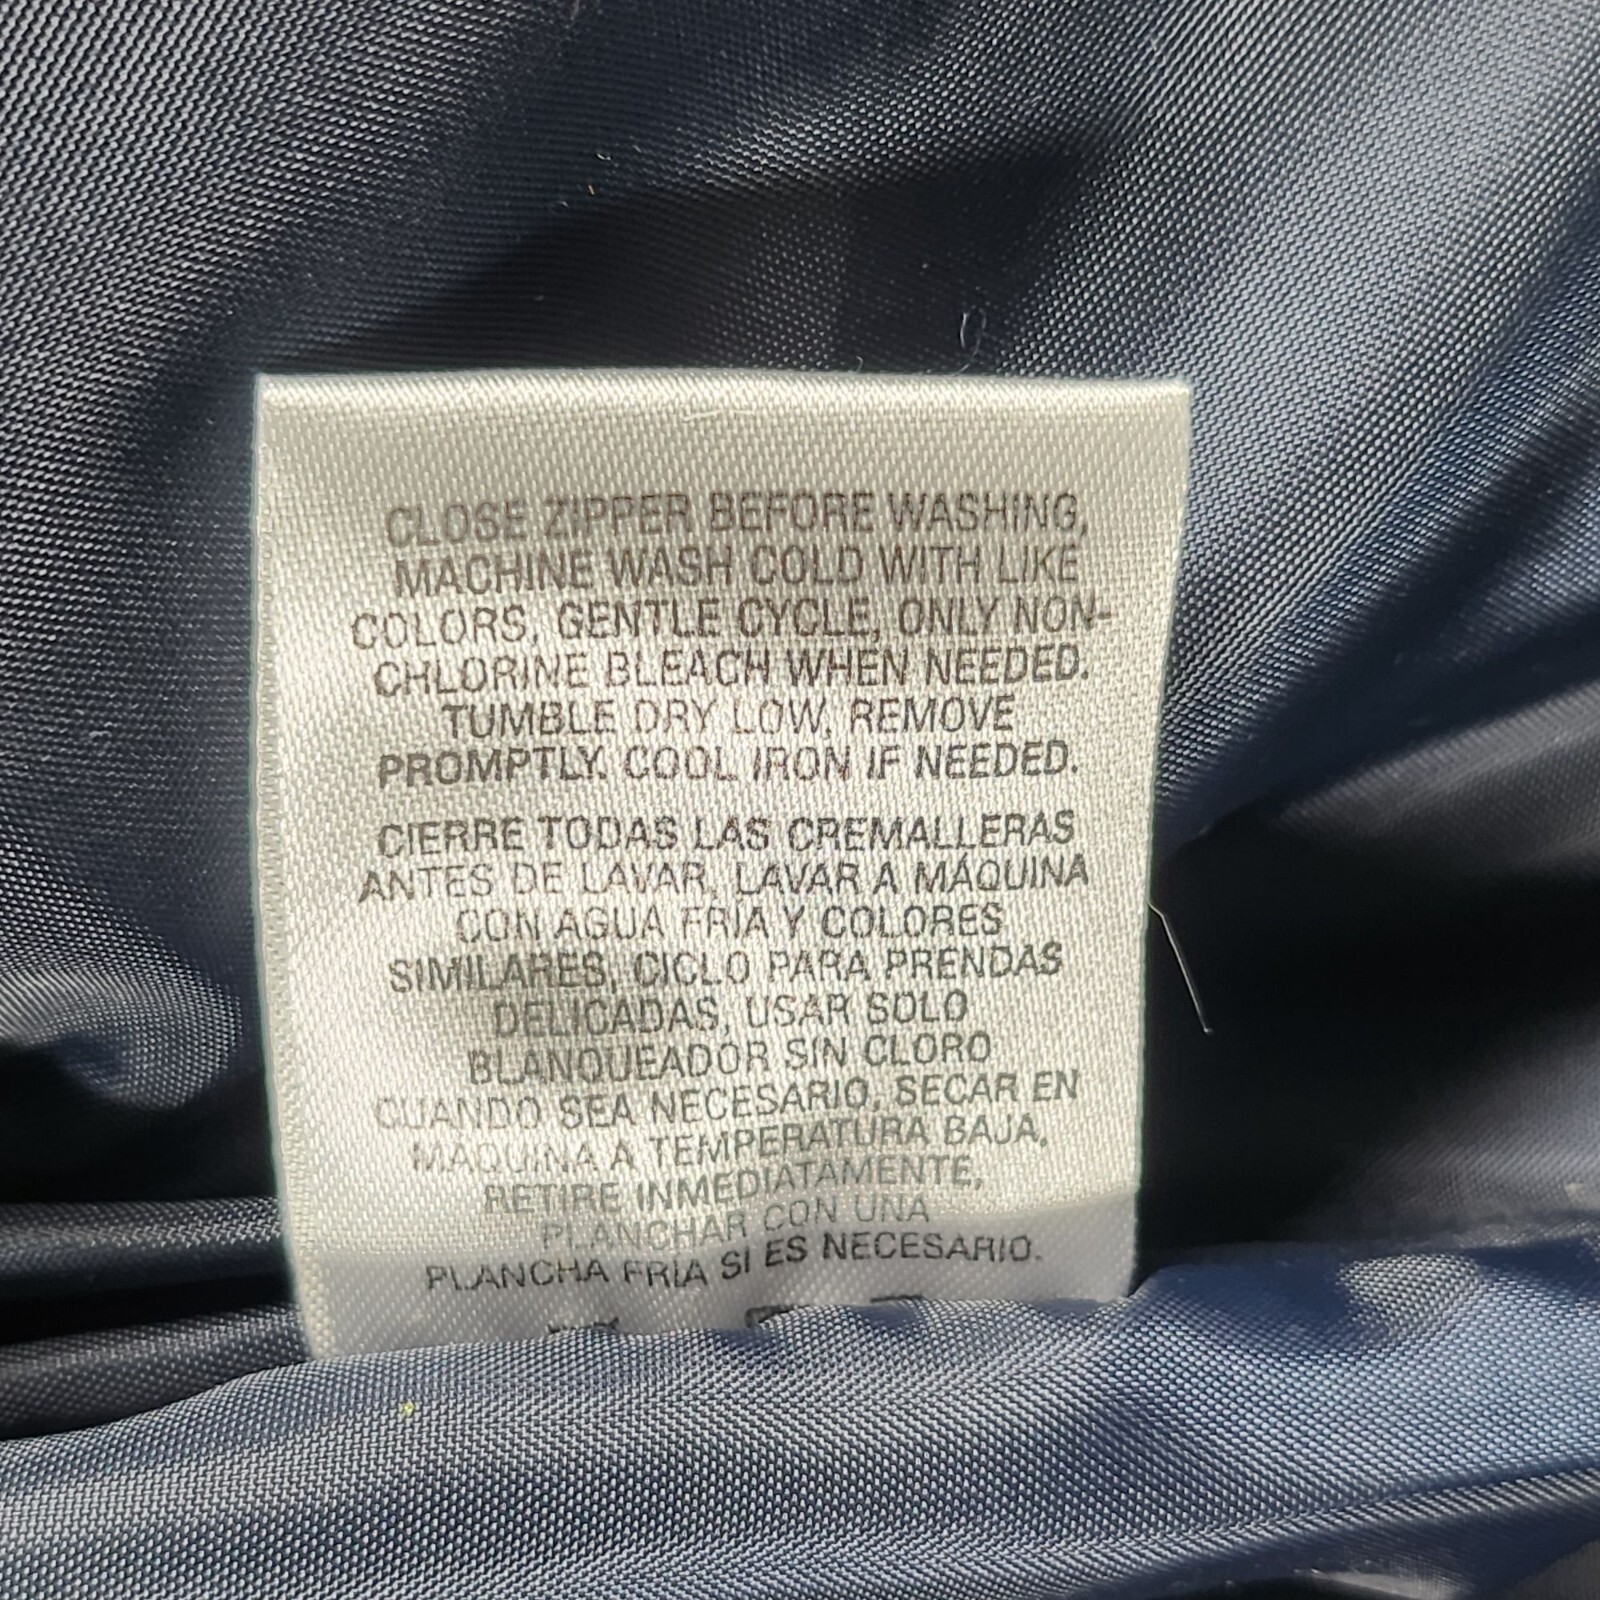 CLOSE ZIPPER BEFORE WASHING,
MACHINE WASH COLD WITH LIKE
COLORS, GENTLE CYCLE, ONLY NON-
CHLORINE BLEACH WHEN NEEDED.
TUMBLE DRY LOW, REMOVE
PROMPTLY. COOL IRON IF NEEDED.
CIERRE TODAS LAS CREMALLERAS
ANTES DE LAVAR, LAVAR A MÁQUINA
CON AGUA FRIA Y COLORES
SIMILARES, CICLO PARA PRENDAS
DELICADAS, USAR SOLO
BLANQUEADOR SIN CLORO
CUANDO SEA NECESARIO, SECAR EN
MAQUINA A TEMPERATURA BAJA,
RETIRE INMEDIATAMENTE,
PLANCHAR CON UNA
PLANCHA FRIA SI ES NECESARIO.